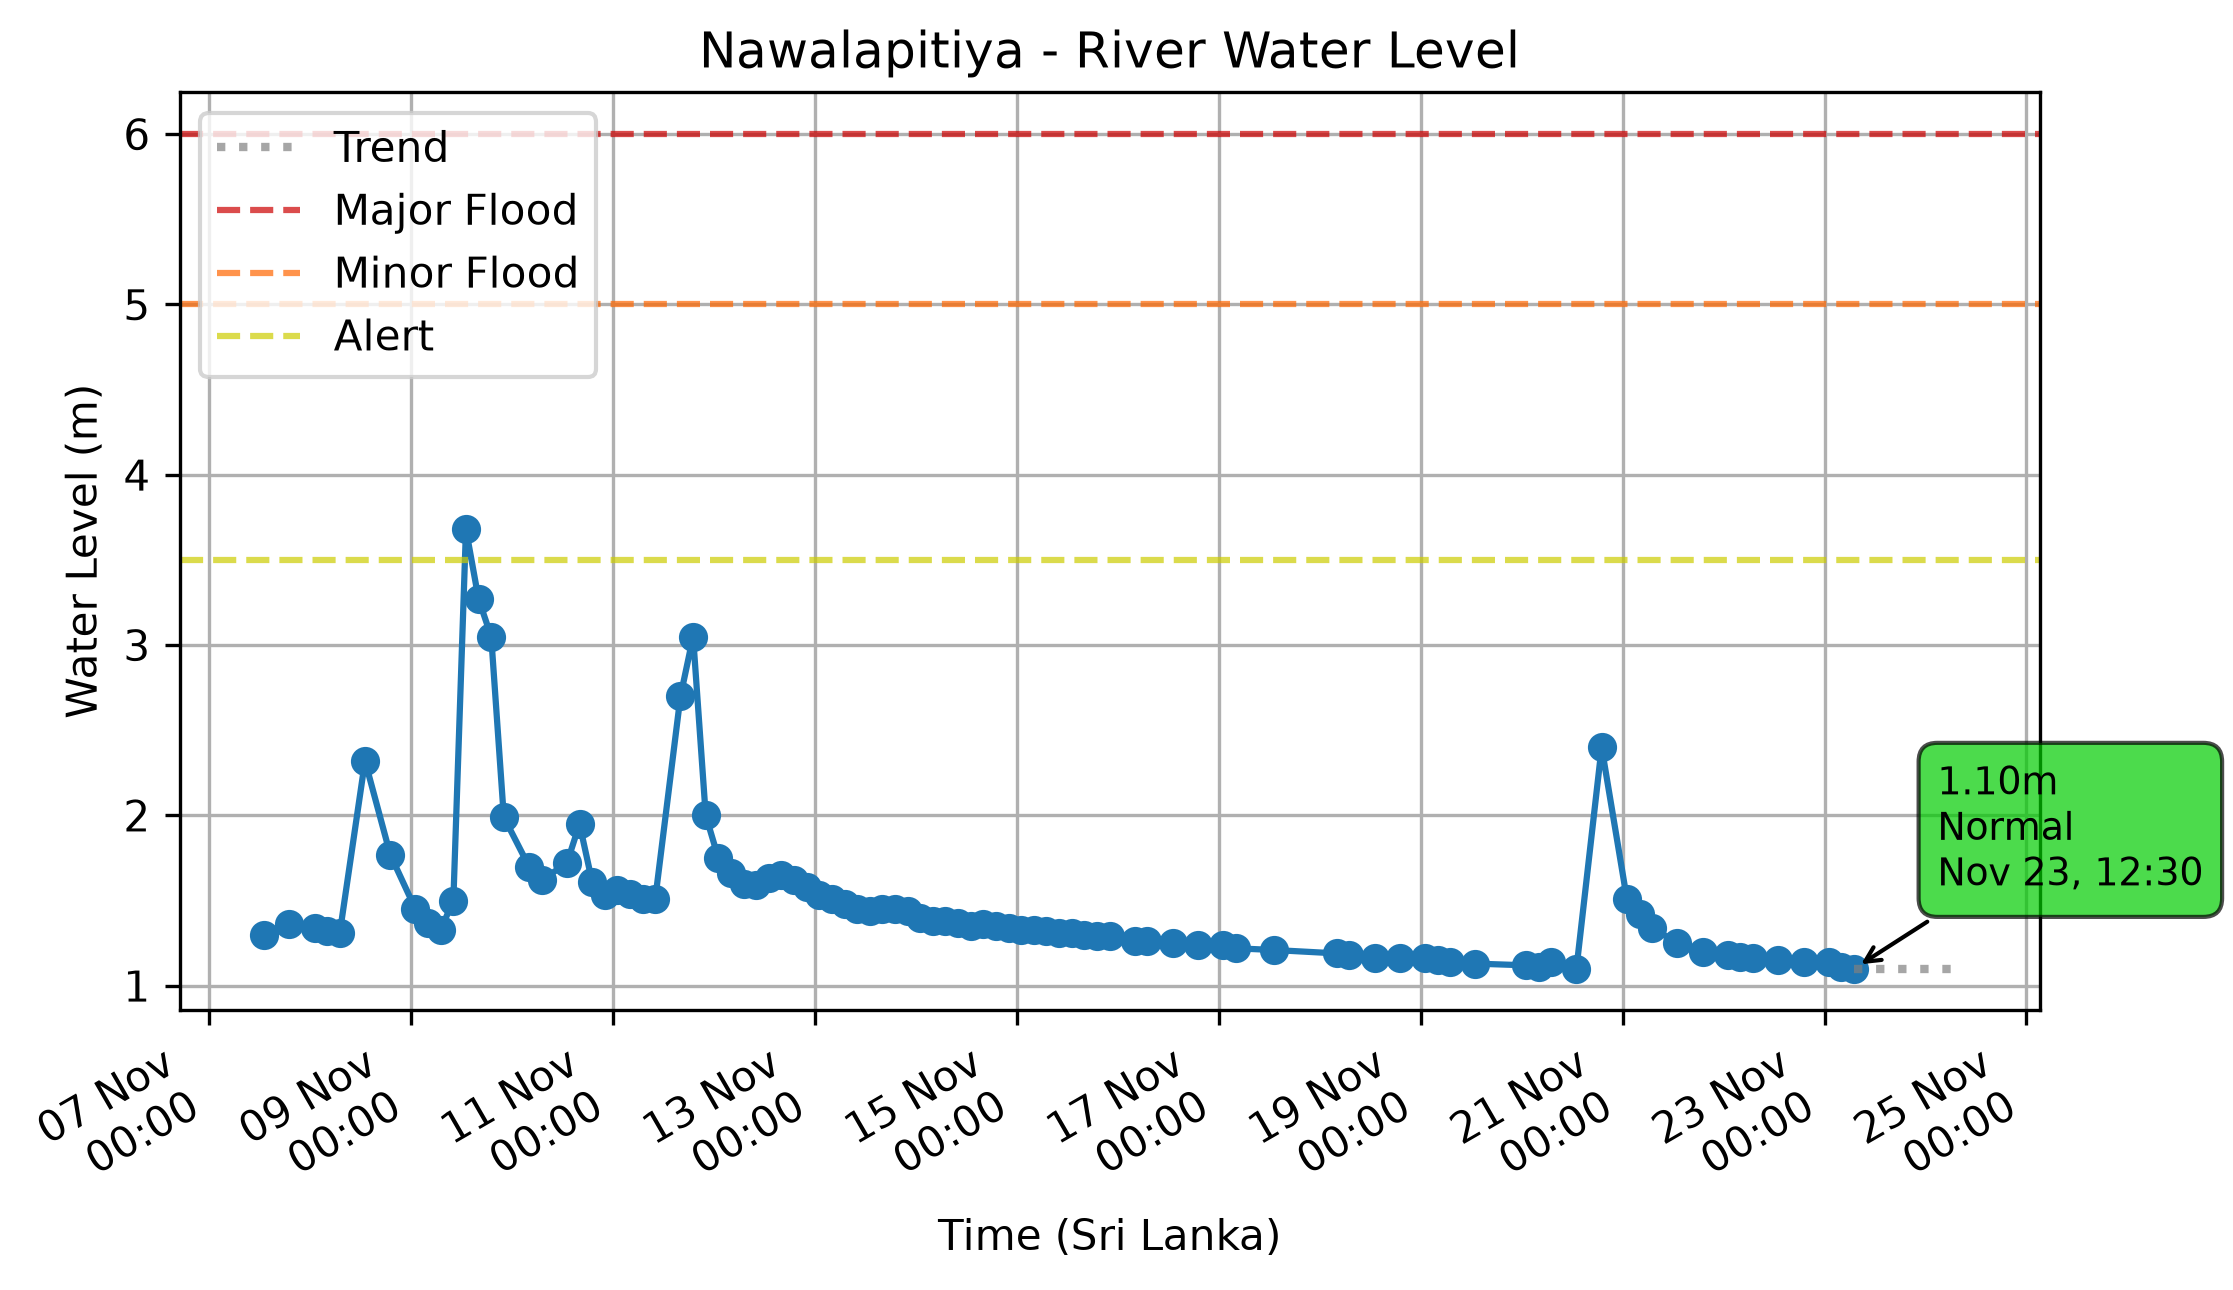 Nawalapitiya - River Water Level
Water Level (m)
6
5
4
3
2
1
Trend
Major Flood
Minor Flood
Alert
1.10m
Normal
Nov 23, 12:30
07 Nov
00:00
09 Nov
00:00
11 Nov
00:00
13 Nov
00:00
15 Nov
00:00
17 Nov
00:00
19 Nov
00:00
21 Nov
00:00
23 Nov
00:00
25 Nov
00:00
Time (Sri Lanka)